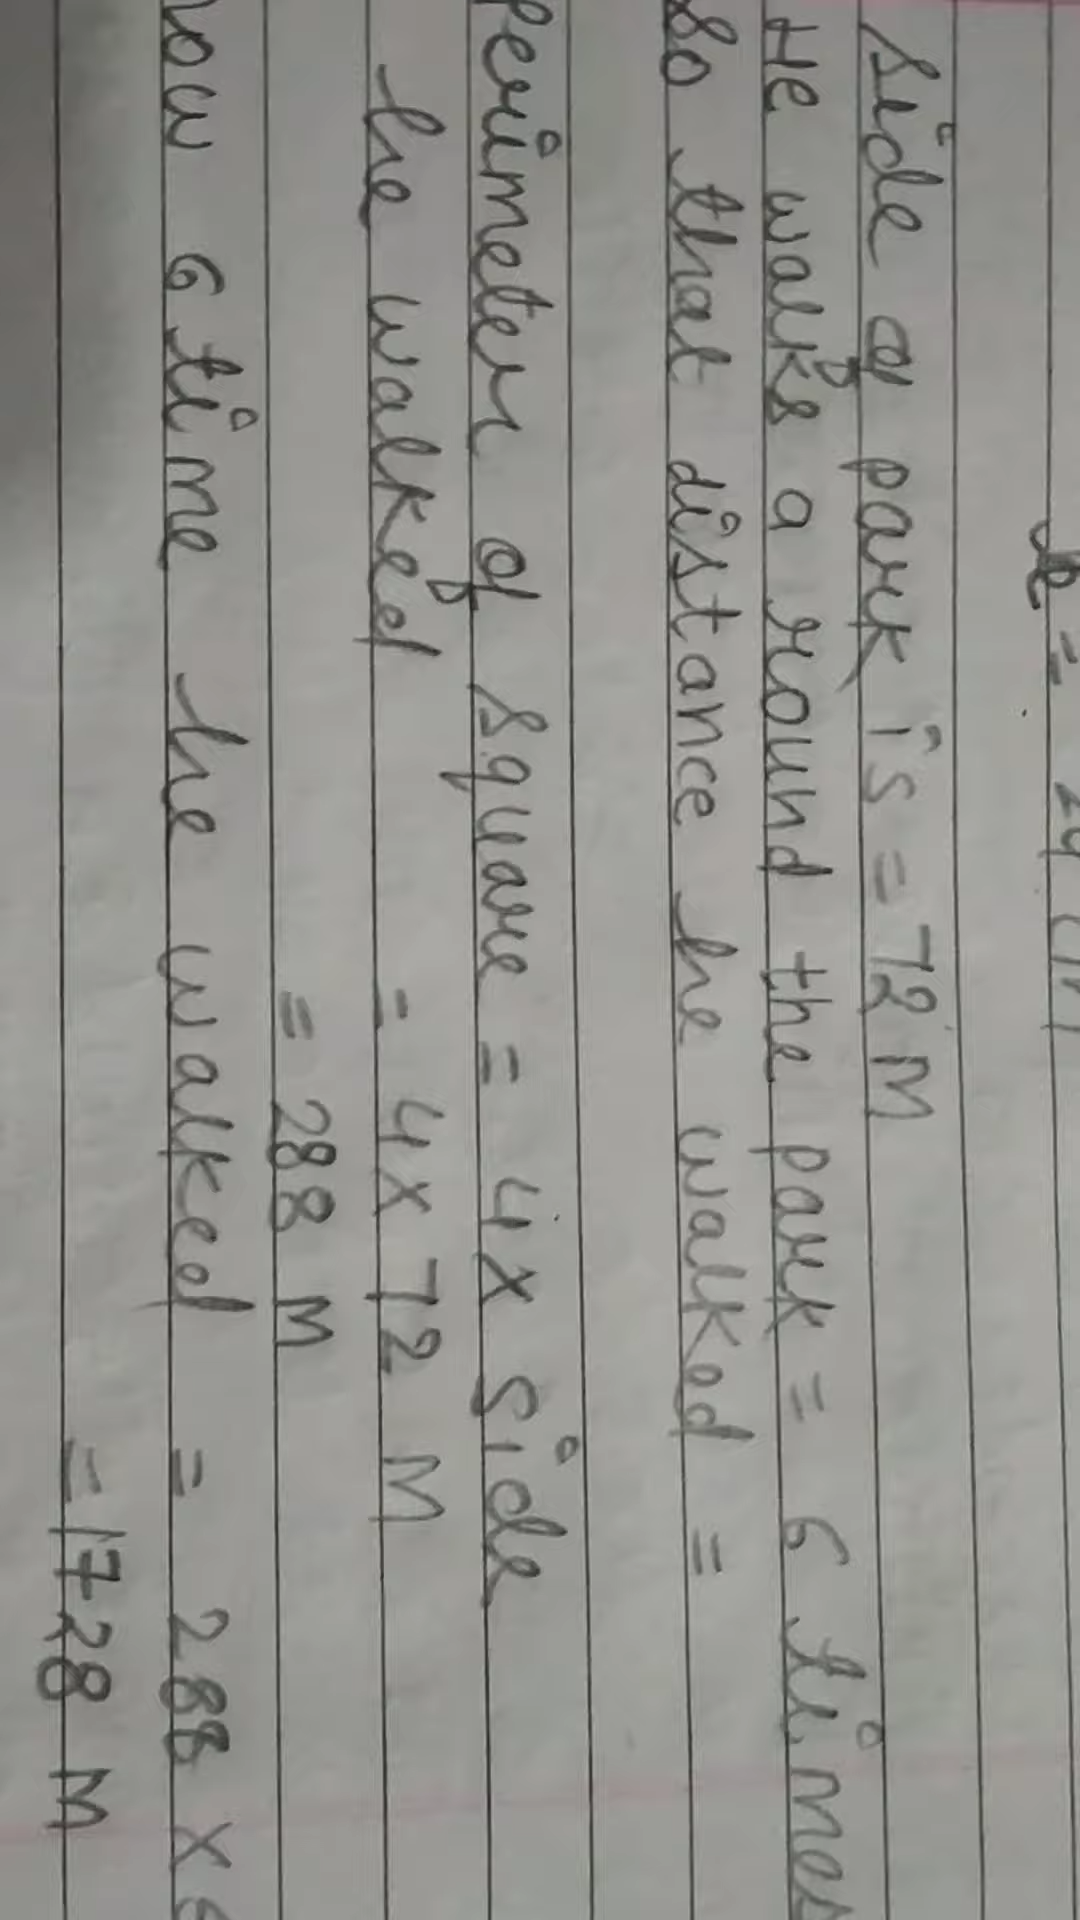 Side of park is = 72 M
He walks a round the park = 6 times
So that distance he walked =
Perimeter of square = 4 x side
he walked = 4 x 72 M
= 288 M
now 6 time he walked = 288 x 6
= 1728 M